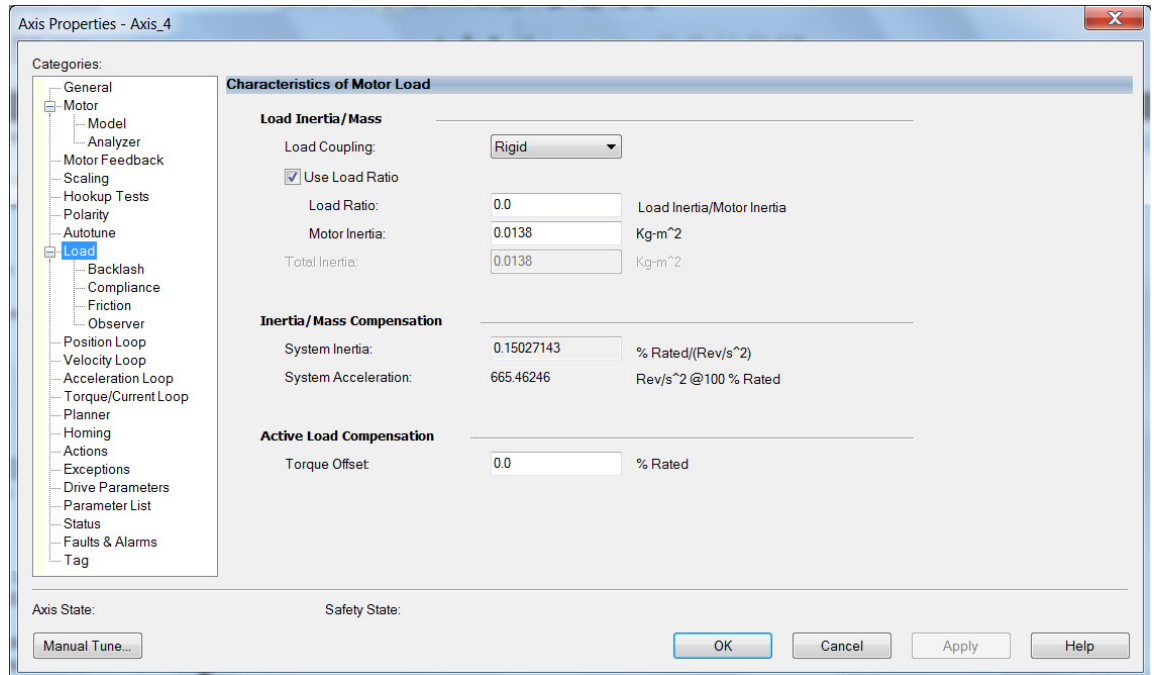 Axis Properties - Axis_4
X
Categories:
General
Motor
Model
Analyzer
Motor Feedback
Scaling
Hookup Tests
Polarity
Autotune
Load
Backlash
Compliance
Friction
Observer
Position Loop
Velocity Loop
Acceleration Loop
Torque/Current Loop
Planner
Homing
Actions
Exceptions
Drive Parameters
Parameter List
Status
Faults & Alarms
Tag
Characteristics of Motor Load
Load Inertia/Mass
Load Coupling: Rigid
Use Load Ratio
Load Ratio: 0.0 Load Inertia/Motor Inertia
Motor Inertia: 0.0138 Kg-m^2
Total Inertia: 0.0138 Kg-m^2
Inertia/Mass Compensation
System Inertia: 0.15027143 % Rated/(Rev/s^2)
System Acceleration: 665.46246 Rev/s^2 @100 % Rated
Active Load Compensation
Torque Offset: 0.0 % Rated
Axis State: Safety State:
Manual Tune... OK Cancel Apply Help